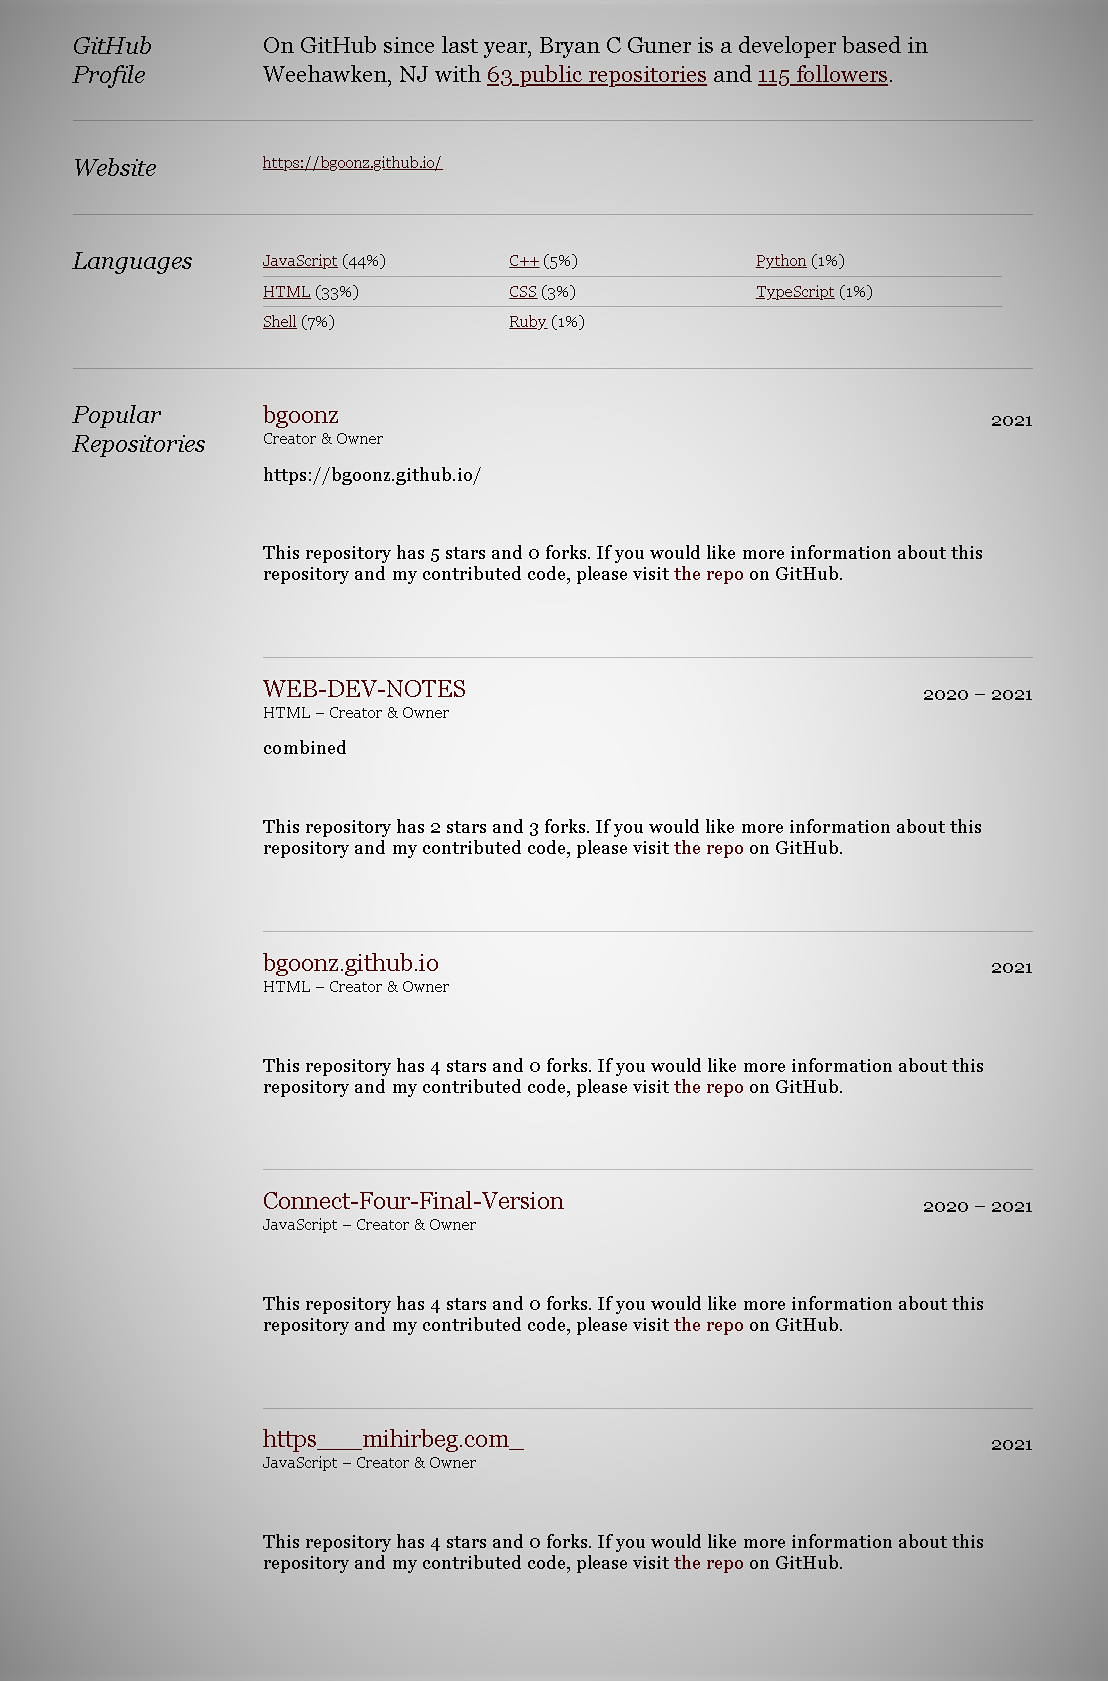 GitHub
Profile
On GitHub since last year, Bryan C Guner is a developer based in
Weehawken, NJ with 63 public repositories and 115 followers.
Website
https://bgoonz.github.io/
Languages
JavaScript (44%) C++ (5%) Python (1%)
HTML (33%) CSS (3%) TypeScript (1%)
Shell (7%) Ruby (1%)
Popular
Repositories
bgoonz 2021
Creator & Owner
https://bgoonz.github.io/
This repository has 5 stars and 0 forks. If you would like more information about this
repository and my contributed code, please visit the repo on GitHub.
WEB-DEV-NOTES 2020 – 2021
HTML – Creator & Owner
combined
This repository has 2 stars and 3 forks. If you would like more information about this
repository and my contributed code, please visit the repo on GitHub.
bgoonz.github.io 2021
HTML – Creator & Owner
This repository has 4 stars and 0 forks. If you would like more information about this
repository and my contributed code, please visit the repo on GitHub.
Connect-Four-Final-Version 2020 – 2021
JavaScript – Creator & Owner
This repository has 4 stars and 0 forks. If you would like more information about this
repository and my contributed code, please visit the repo on GitHub.
https___mihirbeg.com_ 2021
JavaScript – Creator & Owner
This repository has 4 stars and 0 forks. If you would like more information about this
repository and my contributed code, please visit the repo on GitHub.